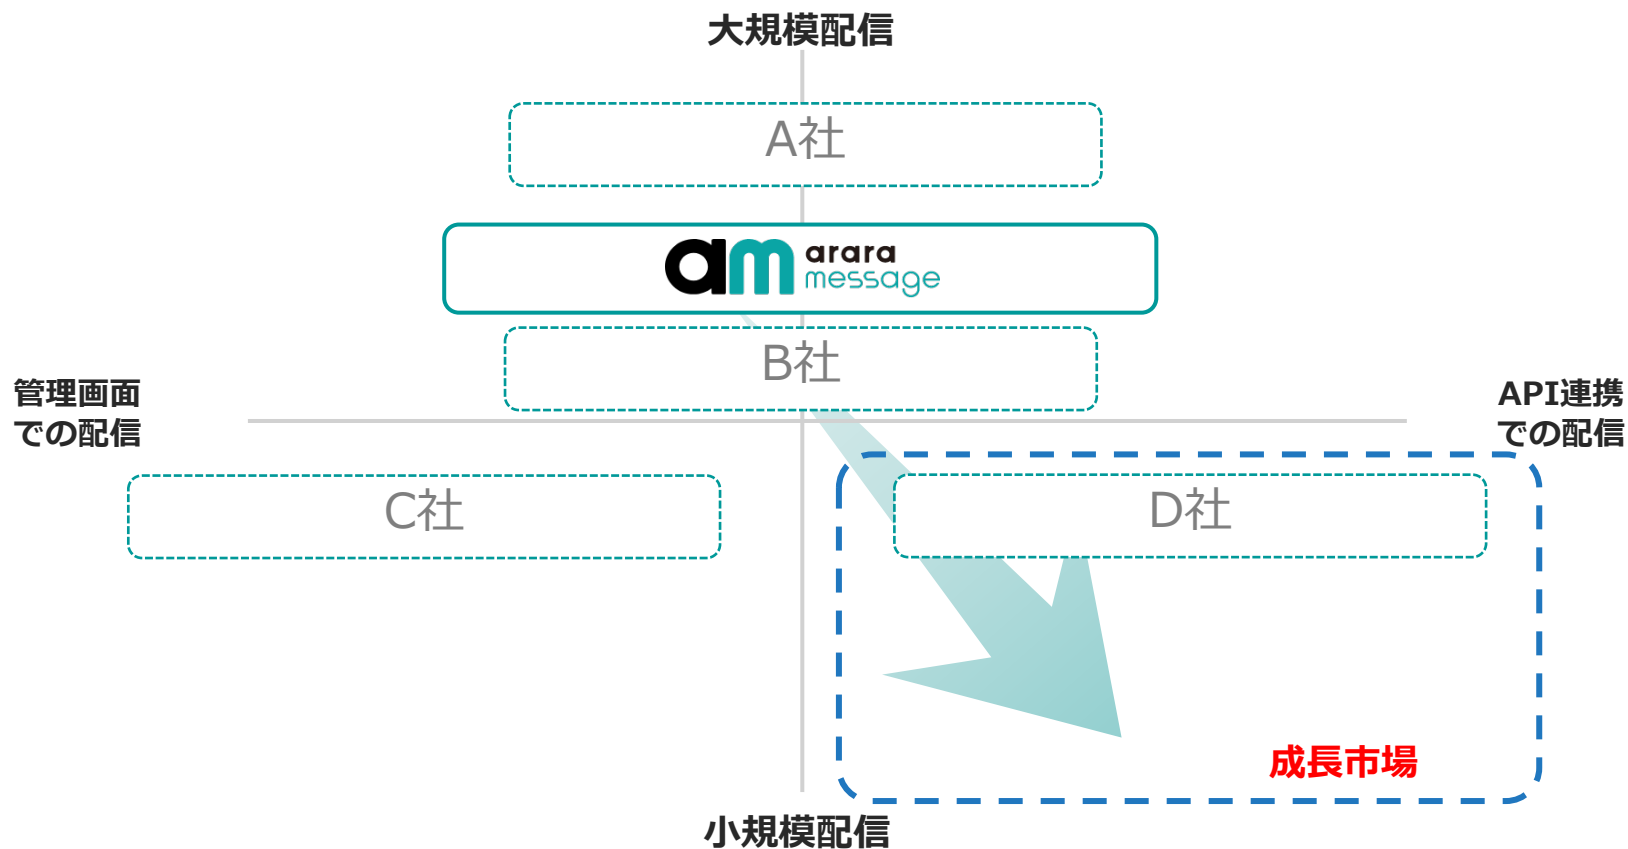 大規模配信
A社
am arara
message
B社
管理画面
での配信
API連携
での配信
C社
D社
成長市場
小規模配信